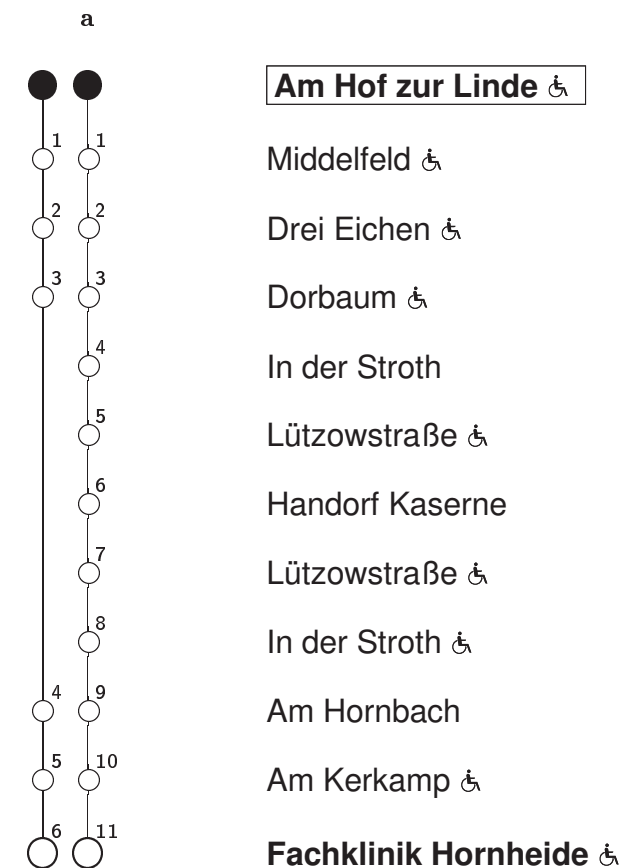 a
Am Hof zur Linde
1 1 Middelfeld
2 2 Drei Eichen
3 3 Dorbaum
4 In der Stroth
5 Lützowstraße
6 Handorf Kaserne
7 Lützowstraße
8 In der Stroth
4 9 Am Hornbach
5 10 Am Kerkamp
6 11 Fachklinik Hornheide